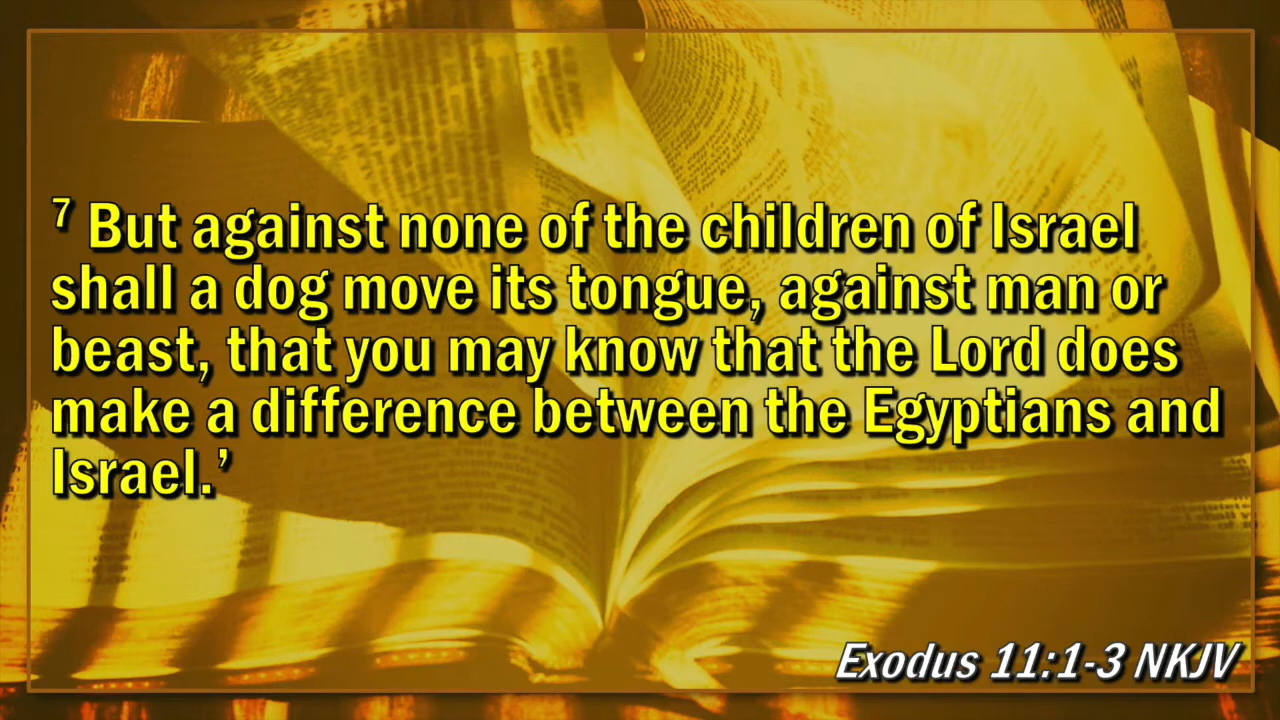 7 But against none of the children of Israel
shall a dog move its tongue, against man or
beast, that you may know that the Lord does
make a difference between the Egyptians and
Israel.’
Exodus 11:1-3 NKJV